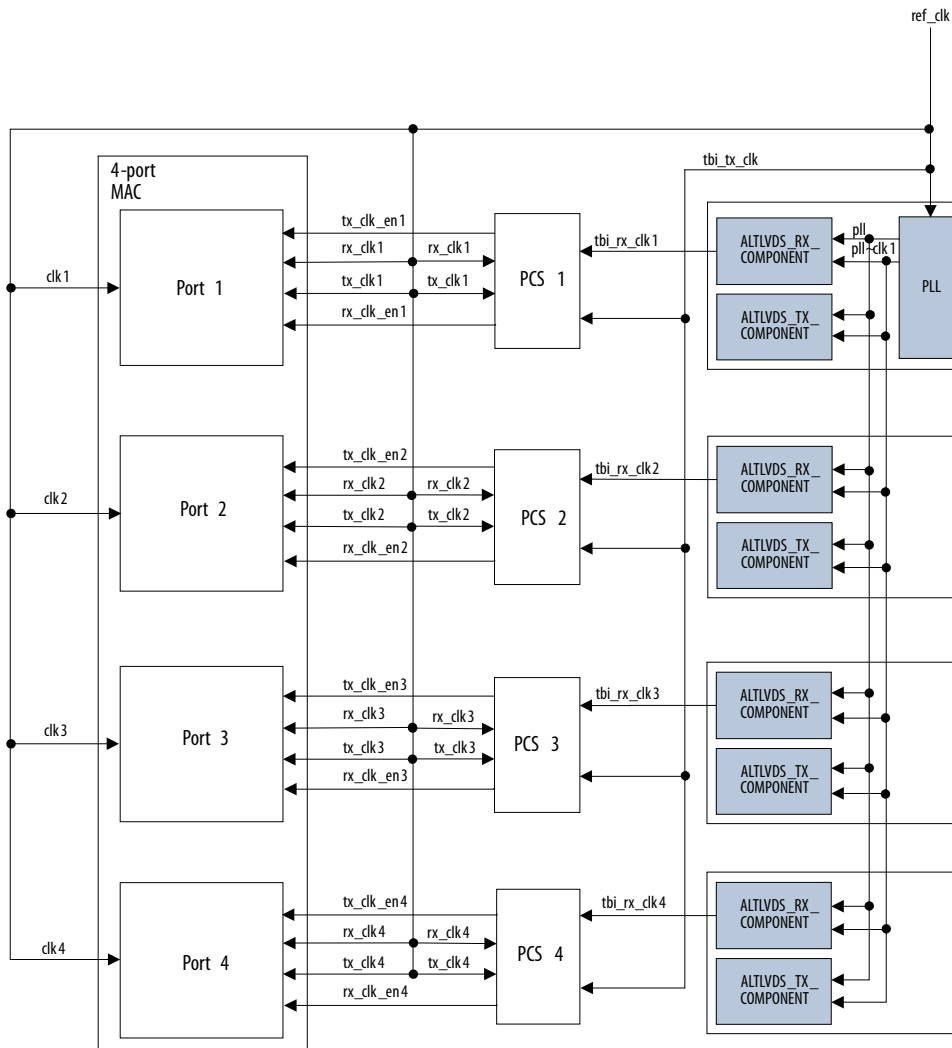 ref_clk
4-port
MAC
tbi_tx_clk
tx_clk_en1
rx_clk1
rx_clk1
tbi_rx_clk1
ALTLVDS_RX_
COMPONENT
pll
pll~clk1
clk1
Port 1
tx_clk1
tx_clk1
PCS 1
PLL
rx_clk_en1
ALTLVDS_TX_
COMPONENT
tx_clk_en2
rx_clk2
rx_clk2
tbi_rx_clk2
ALTLVDS_RX_
COMPONENT
clk2
Port 2
tx_clk2
tx_clk2
PCS 2
rx_clk_en2
ALTLVDS_TX_
COMPONENT
tx_clk_en3
rx_clk3
rx_clk3
tbi_rx_clk3
ALTLVDS_RX_
COMPONENT
clk3
Port 3
tx_clk3
tx_clk3
PCS 3
rx_clk_en3
ALTLVDS_TX_
COMPONENT
tx_clk_en4
rx_clk4
rx_clk4
tbi_rx_clk4
ALTLVDS_RX_
COMPONENT
clk4
Port 4
tx_clk4
tx_clk4
PCS 4
rx_clk_en4
ALTLVDS_TX_
COMPONENT